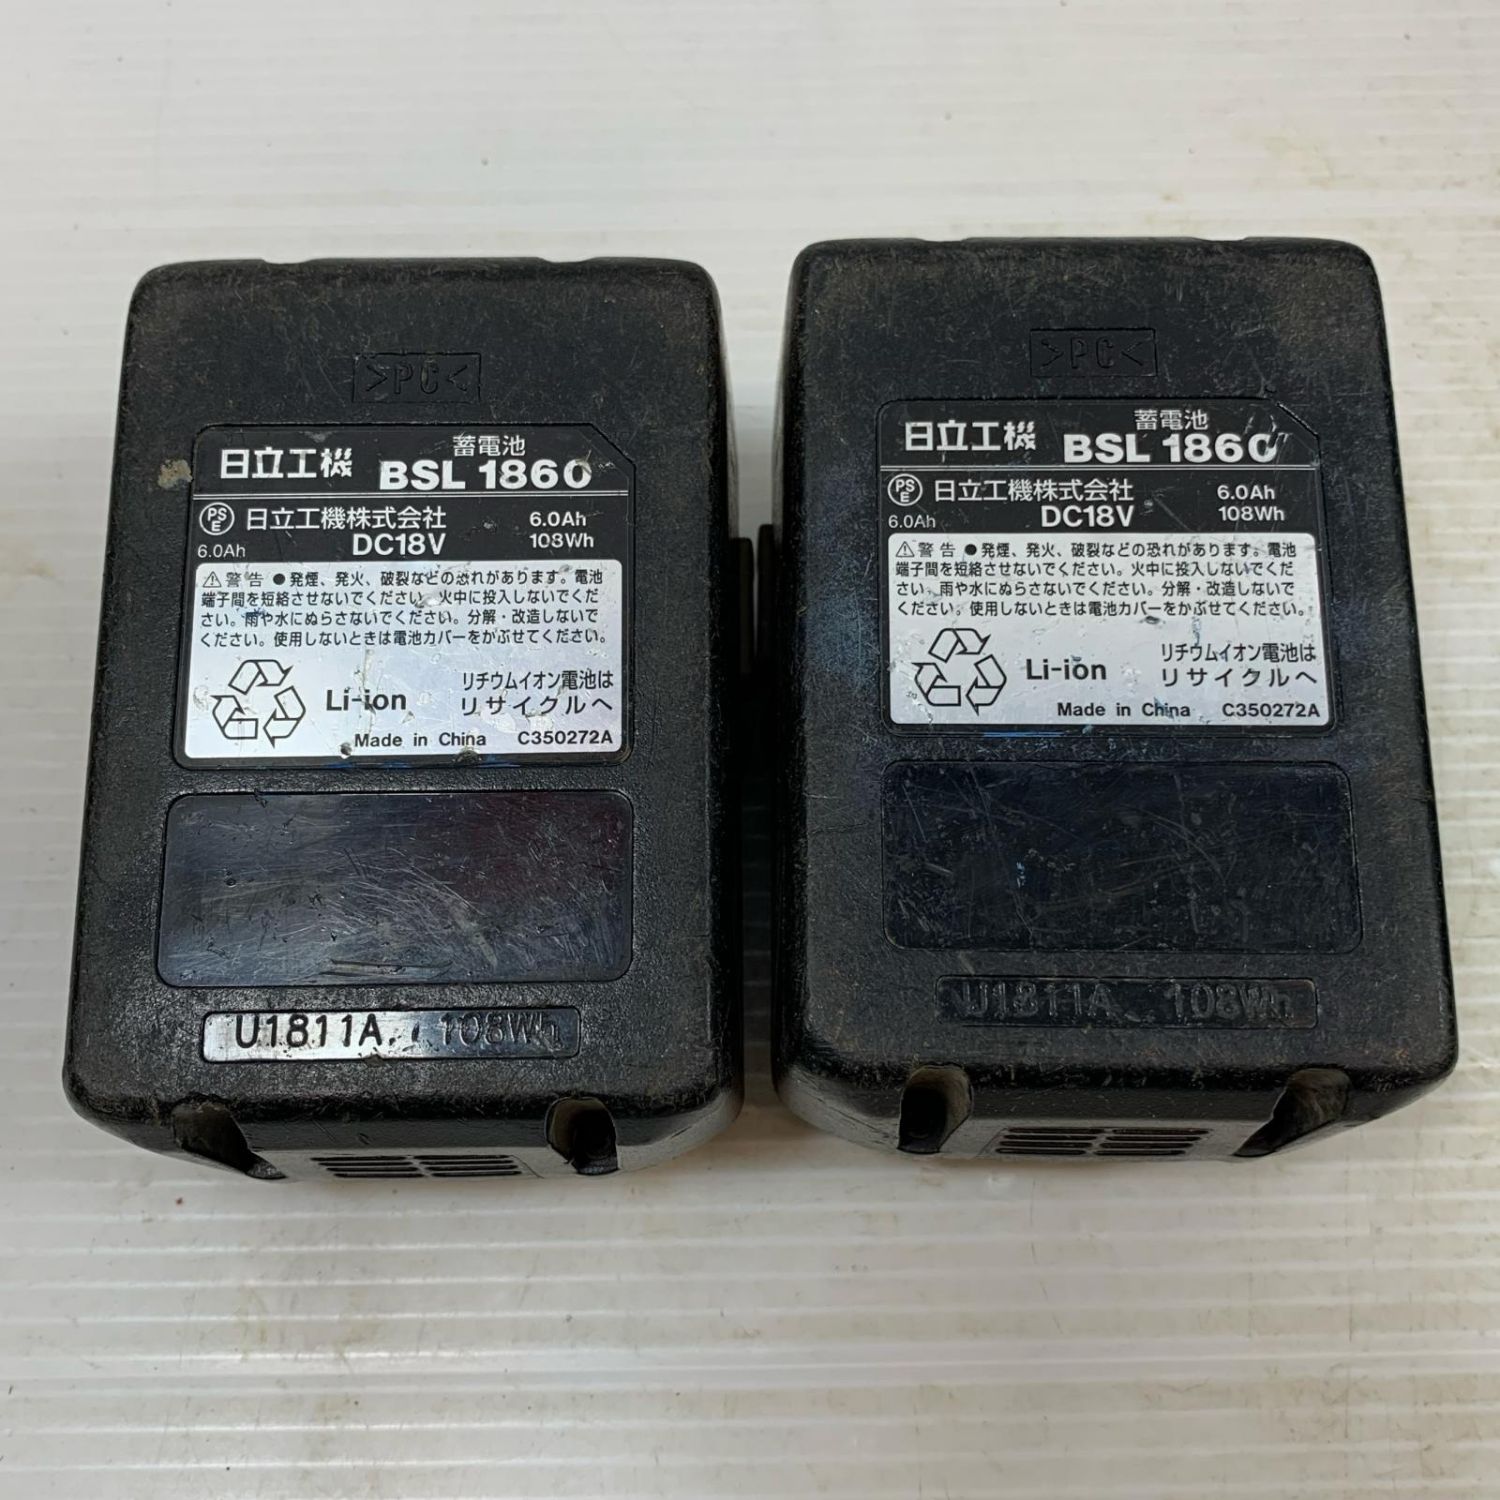 >PC<
日立工機 蓄電池
BSL 1860
PSE 日立工機株式会社 6.0Ah
6.0Ah DC18V 108Wh
⚠警告 ●発煙、発火、破裂などの恐れがあります。電池
端子間を短絡させないでください。火中に投入しないでくだ
さい。雨や水にぬらさないでください。分解・改造しないで
ください。使用しないときは電池カバーをかぶせてください。
Li-ion リチウムイオン電池は
リサイクルへ
Made in China C350272A
U1811A 108Wh
>PC<
日立工機 蓄電池
BSL 1860
PSE 日立工機株式会社 6.0Ah
6.0Ah DC18V 108Wh
⚠警告 ●発煙、発火、破裂などの恐れがあります。電池
端子間を短絡させないでください。火中に投入しないでくだ
さい。雨や水にぬらさないでください。分解・改造しないで
ください。使用しないときは電池カバーをかぶせてください。
Li-ion リチウムイオン電池は
リサイクルへ
Made in China C350272A
U1811A 108Wh